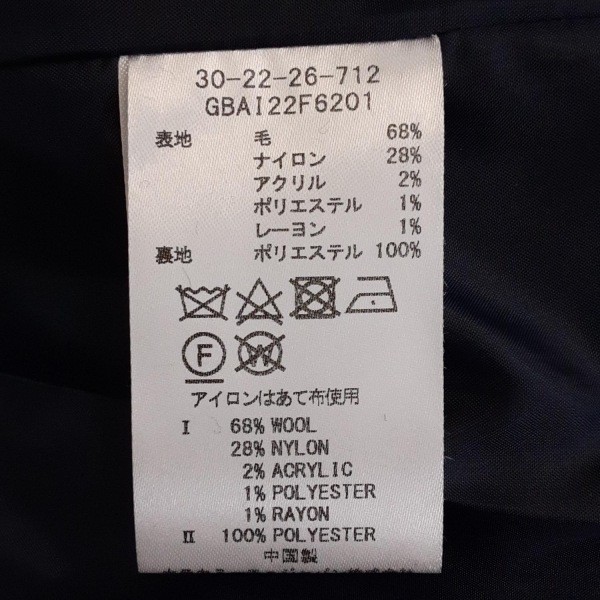 30-22-26-712
GBAI22F6201
表地 毛 68%
ナイロン 28%
アクリル 2%
ポリエステル 1%
レーヨン 1%
裏地 ポリエステル 100%
F W
アイロンはあて布使用
I 68% WOOL
28% NYLON
2% ACRYLIC
1% POLYESTER
1% RAYON
II 100% POLYESTER
中国製